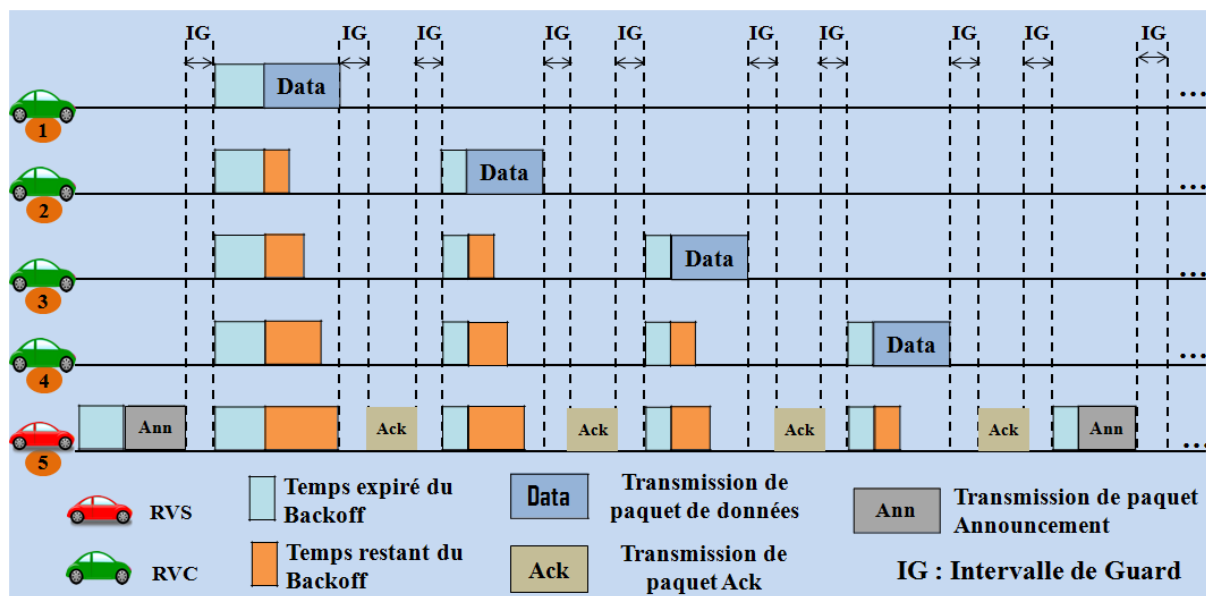 IG IG IG IG IG IG IG IG IG IG
Data
...
1
Data
...
2
Data
...
3
Data
...
4
Ann Ack Ack Ack Ack Ann
...
5
RVS
Temps expiré du
Backoff
Data
Transmission de
paquet de données
Ann
Transmission de paquet
Announcement
RVC
Temps restant du
Backoff
Ack
Transmission de
paquet Ack
IG : Intervalle de Guard